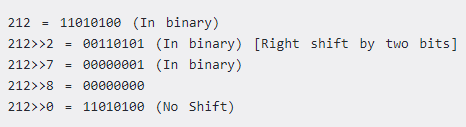 212 = 11010100 (In binary)
212>>2 = 00110101 (In binary) [Right shift by two bits]
212>>7 = 00000001 (In binary)
212>>8 = 00000000
212>>0 = 11010100 (No Shift)